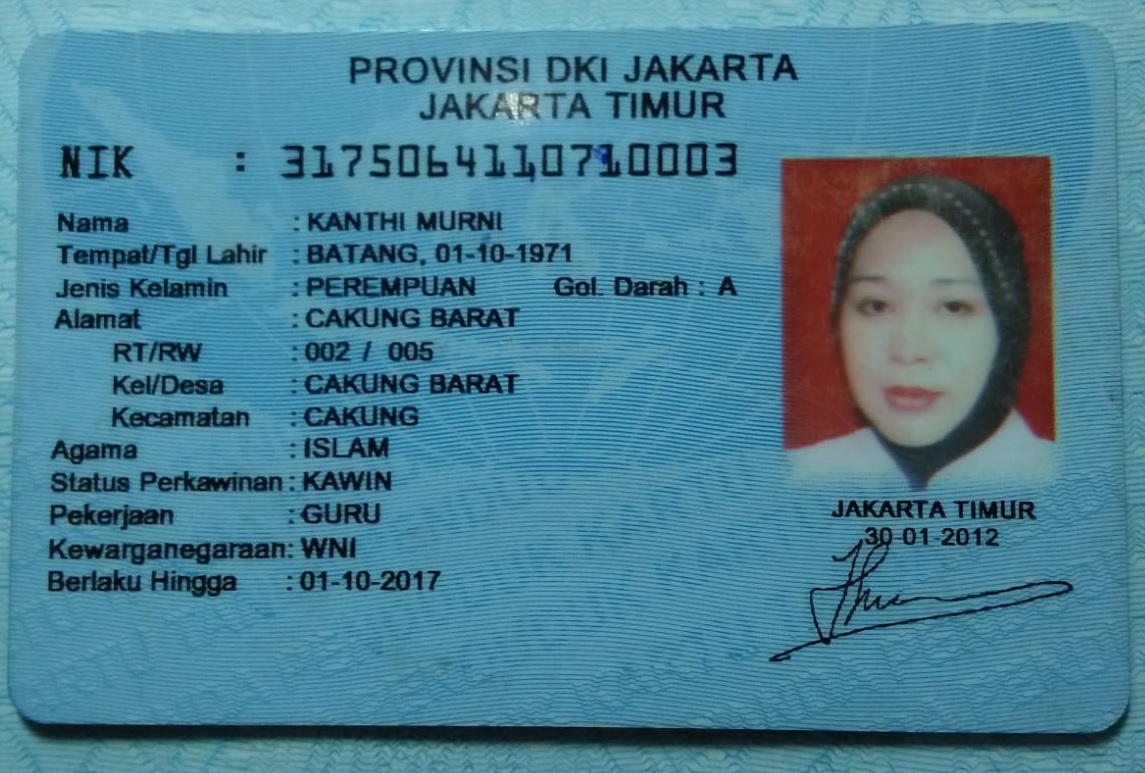 PROVINSI DKI JAKARTA
JAKARTA TIMUR
NIK : 3175064110710003
Nama : KANTHI MURNI
Tempat/Tgl Lahir : BATANG, 01-10-1971
Jenis Kelamin : PEREMPUAN Gol. Darah : A
Alamat : CAKUNG BARAT
RT/RW : 002 / 005
Kel/Desa : CAKUNG BARAT
Kecamatan : CAKUNG
Agama : ISLAM
Status Perkawinan : KAWIN
Pekerjaan : GURU
Kewarganegaraan: WNI
Berlaku Hingga : 01-10-2017
JAKARTA TIMUR
30-01-2012